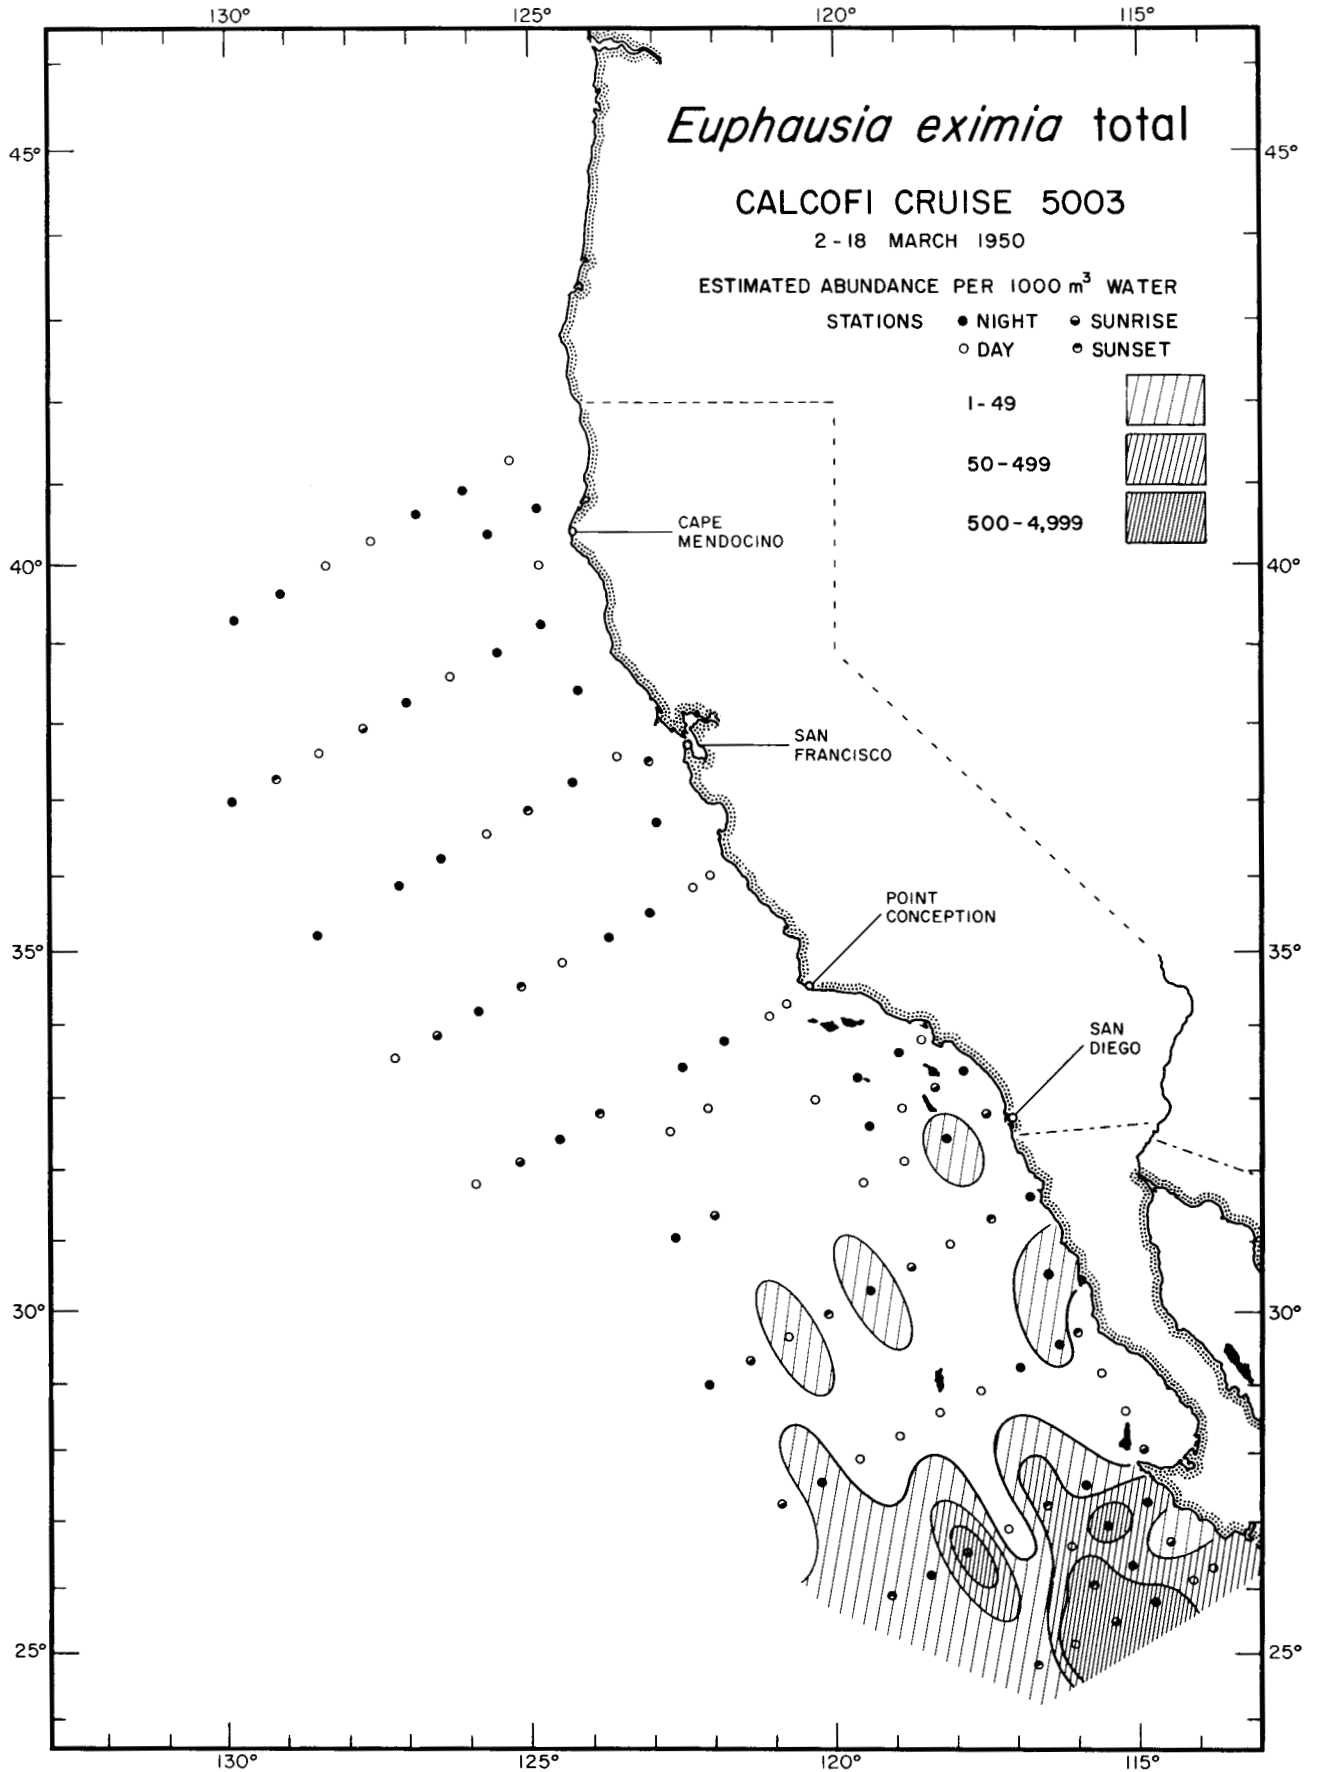 130° 125° 120° 115°
Euphausia eximia total
45° 45°
CALCOFI CRUISE 5003
2-18 MARCH 1950
ESTIMATED ABUNDANCE PER 1000 m³ WATER
STATIONS NIGHT SUNRISE
DAY SUNSET
1-49
50-499
500-4,999
CAPE
MENDOCINO
40° 40°
SAN
FRANCISCO
POINT
CONCEPTION
35° 35°
SAN
DIEGO
30° 30°
25° 25°
130° 125° 120° 115°